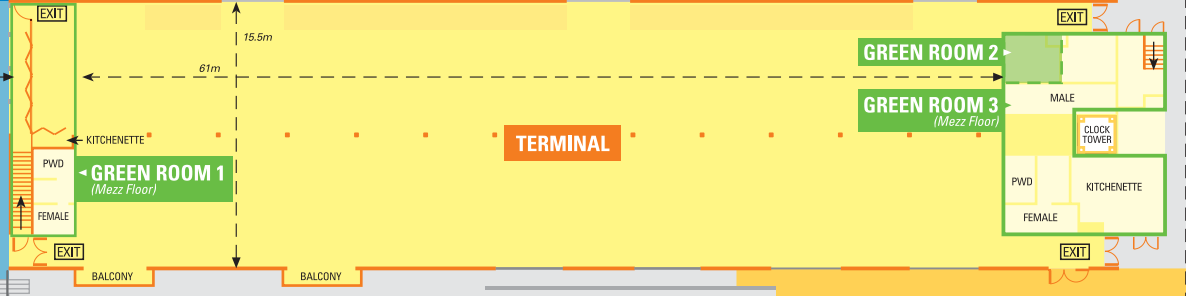 EXIT
EXIT
15.5m
GREEN ROOM 2
61m
GREEN ROOM 3
(Mezz Floor)
MALE
KITCHENETTE
TERMINAL
CLOCK
TOWER
PWD
GREEN ROOM 1
(Mezz Floor)
PWD
KITCHENETTE
FEMALE
FEMALE
EXIT
EXIT
BALCONY
BALCONY